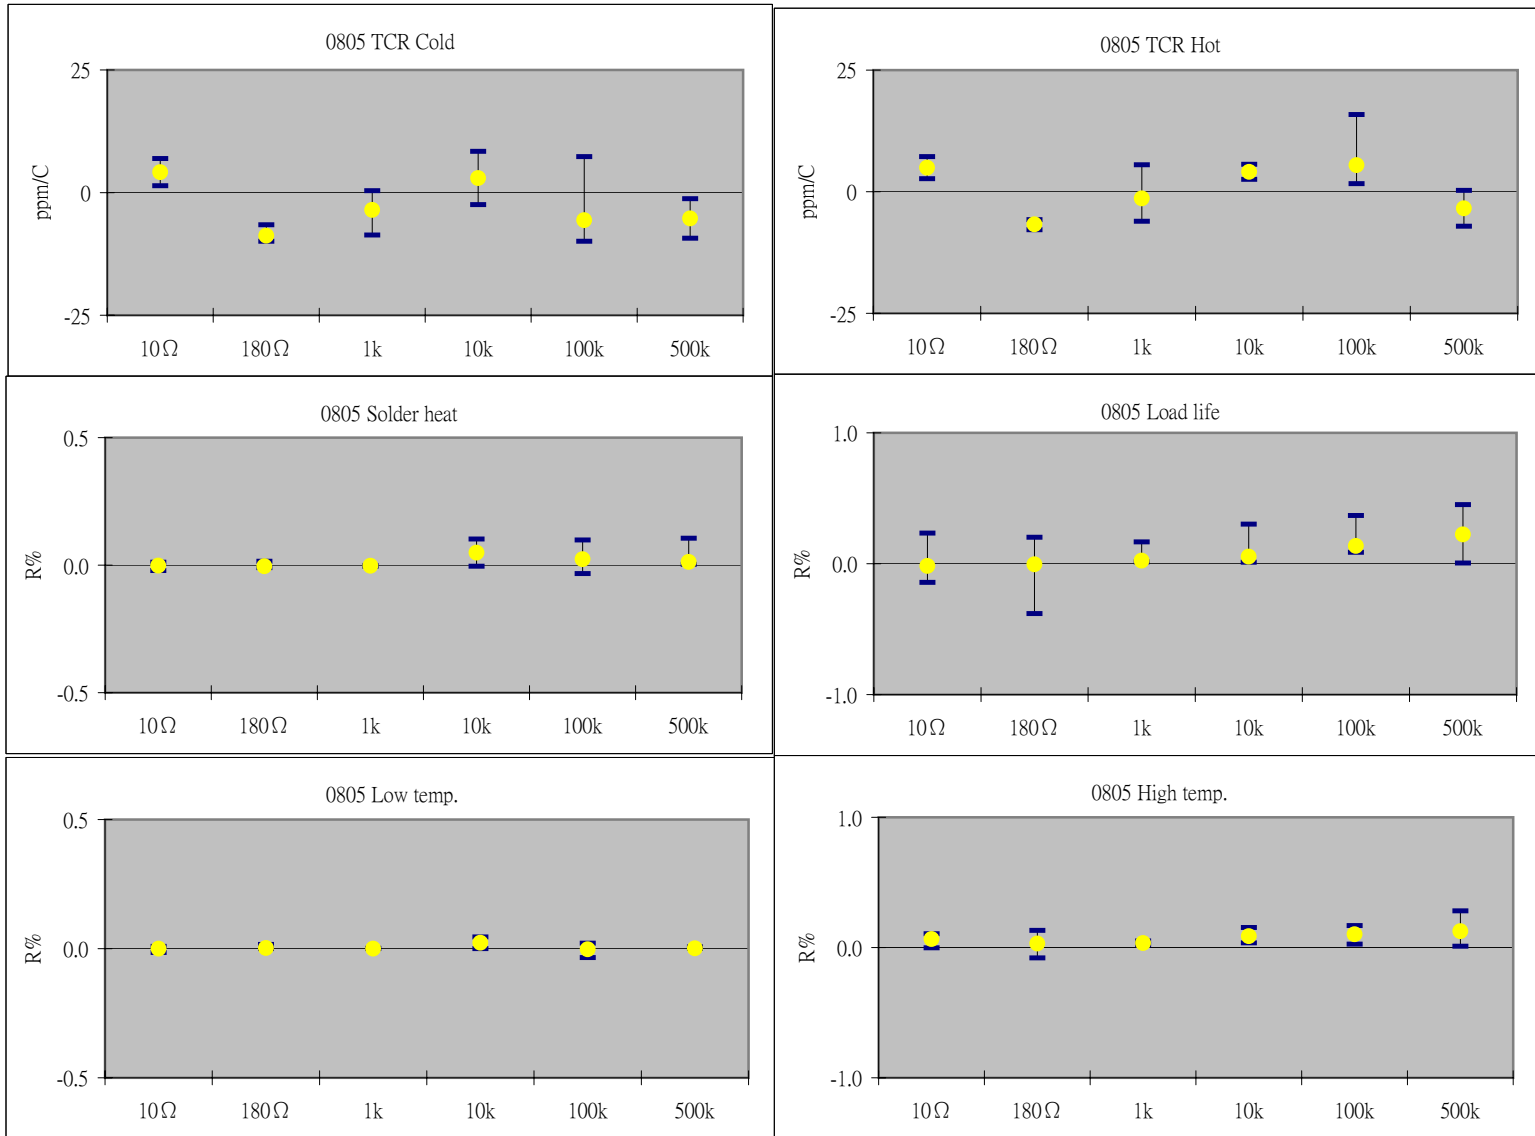 0805 TCR Cold
25
0
-25
ppm/C
10Ω 180Ω 1k 10k 100k 500k
0805 TCR Hot
25
0
-25
ppm/C
10Ω 180Ω 1k 10k 100k 500k
0805 Solder heat
0.5
0.0
-0.5
R%
10Ω 180Ω 1k 10k 100k 500k
0805 Load life
1.0
0.0
-1.0
R%
10Ω 180Ω 1k 10k 100k 500k
0805 Low temp.
0.5
0.0
-0.5
R%
10Ω 180Ω 1k 10k 100k 500k
0805 High temp.
1.0
0.0
-1.0
R%
10Ω 180Ω 1k 10k 100k 500k